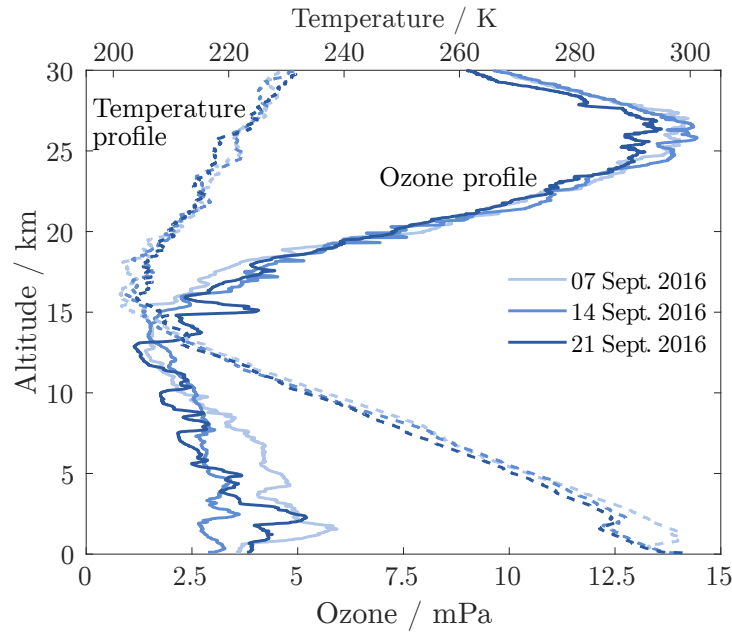 Temperature / K
200 220 240 260 280 300
30
25
20
15
10
5
0
Altitude / km
Temperature
profile
Ozone profile
07 Sept. 2016
14 Sept. 2016
21 Sept. 2016
0 2.5 5 7.5 10 12.5 15
Ozone / mPa